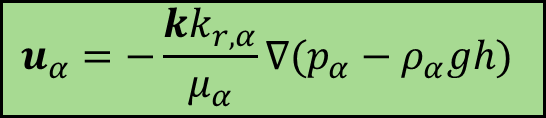 𝒖_α = − (𝒌k_{r,α} / μ_α) ∇(p_α − ρ_α gh)